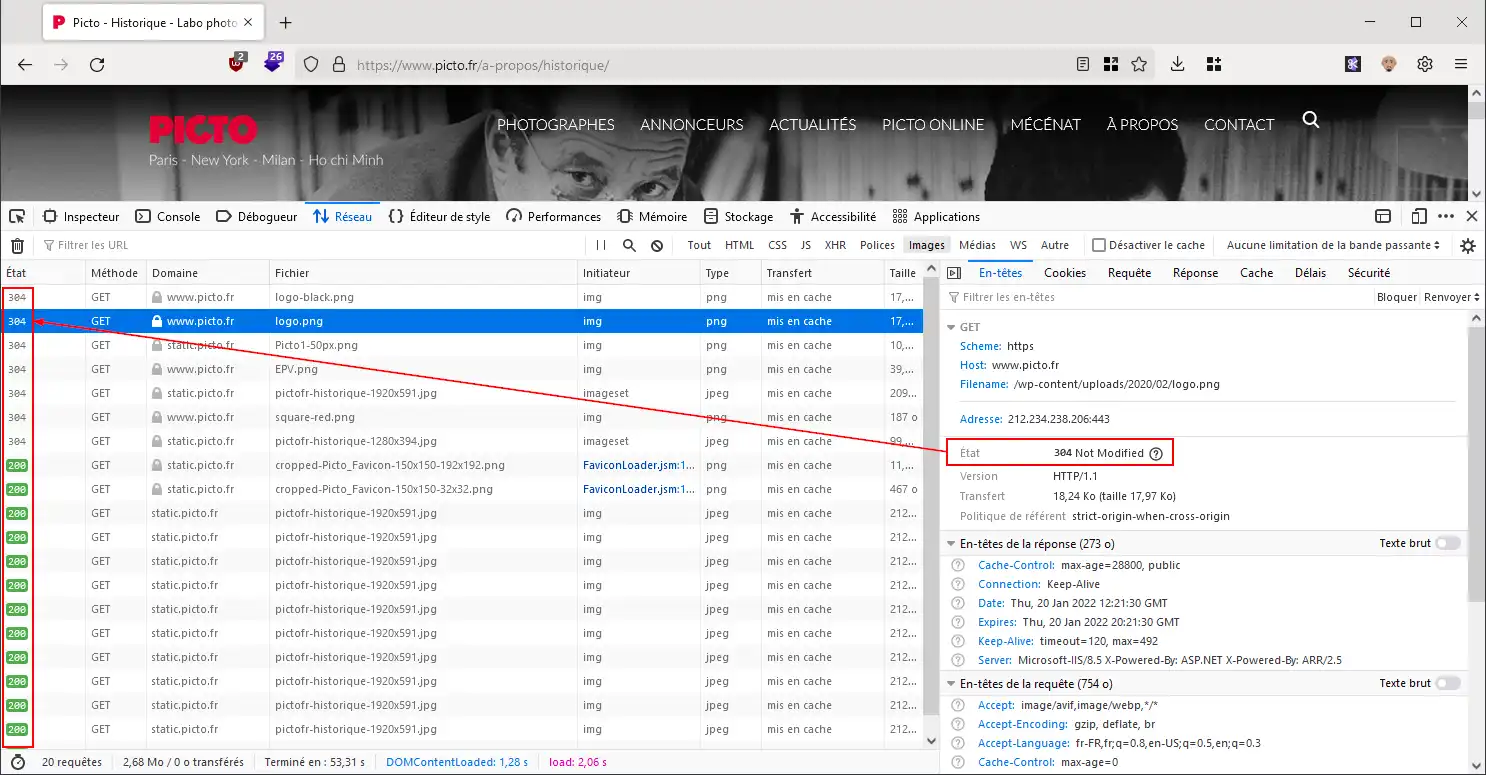 Picto - Historique - Labo photo
2
26
https://www.picto.fr/a-propos/historique/
PICTO
Paris - New York - Milan - Ho chi Minh
PHOTOGRAPHES ANNONCEURS ACTUALITÉS PICTO ONLINE MÉCÉNAT À PROPOS CONTACT
Inspecteur Console Débogueur Réseau Éditeur de style Performances Mémoire Stockage Accessibilité Applications
Filtrer les URL Tout HTML CSS JS XHR Polices Images Médias WS Autre Désactiver le cache Aucune limitation de la bande passante
État Méthode Domaine Fichier Initiateur Type Transfert Taille
304 GET www.picto.fr logo-black.png img png mis en cache 17,...
304 GET www.picto.fr logo.png img png mis en cache 17,...
304 GET static.picto.fr Picto1-50px.png img png mis en cache 10,...
304 GET www.picto.fr EPV.png img png mis en cache 39,...
304 GET static.picto.fr pictofr-historique-1920x591.jpg imageset jpeg mis en cache 209...
304 GET www.picto.fr square-red.png img png mis en cache 187 o
304 GET static.picto.fr pictofr-historique-1280x394.jpg imageset jpeg mis en cache 99,...
200 GET static.picto.fr cropped-Picto_Favicon-150x150-192x192.png FaviconLoader.jsm:1... png mis en cache 11,...
200 GET static.picto.fr cropped-Picto_Favicon-150x150-32x32.png FaviconLoader.jsm:1... png mis en cache 467 o
200 GET static.picto.fr pictofr-historique-1920x591.jpg img jpeg mis en cache 212...
200 GET static.picto.fr pictofr-historique-1920x591.jpg img jpeg mis en cache 212...
200 GET static.picto.fr pictofr-historique-1920x591.jpg img jpeg mis en cache 212...
200 GET static.picto.fr pictofr-historique-1920x591.jpg img jpeg mis en cache 212...
200 GET static.picto.fr pictofr-historique-1920x591.jpg img jpeg mis en cache 212...
200 GET static.picto.fr pictofr-historique-1920x591.jpg img jpeg mis en cache 212...
200 GET static.picto.fr pictofr-historique-1920x591.jpg img jpeg mis en cache 212...
200 GET static.picto.fr pictofr-historique-1920x591.jpg img jpeg mis en cache 212...
200 GET static.picto.fr pictofr-historique-1920x591.jpg img jpeg mis en cache 212...
200 GET static.picto.fr pictofr-historique-1920x591.jpg img jpeg mis en cache 212...
20 requêtes 2,68 Mo / 0 o transférés Terminé en : 53,31 s DOMContentLoaded: 1,28 s load: 2,06 s
En-têtes Cookies Requête Réponse Cache Délais Sécurité
Filtrer les en-têtes Bloquer Renvoyer
GET
Scheme: https
Host: www.picto.fr
Filename: /wp-content/uploads/2020/02/logo.png
Adresse: 212.234.238.206:443
État 304 Not Modified
Version HTTP/1.1
Transfert 18,24 Ko (taille 17,97 Ko)
Politique de référent strict-origin-when-cross-origin
En-têtes de la réponse (273 o) Texte brut
Cache-Control: max-age=28800, public
Connection: Keep-Alive
Date: Thu, 20 Jan 2022 12:21:30 GMT
Expires: Thu, 20 Jan 2022 20:21:30 GMT
Keep-Alive: timeout=120, max=492
Server: Microsoft-IIS/8.5 X-Powered-By: ASP.NET X-Powered-By: ARR/2.5
En-têtes de la requête (754 o) Texte brut
Accept: image/avif,image/webp,*/*
Accept-Encoding: gzip, deflate, br
Accept-Language: fr-FR,fr;q=0.8,en-US;q=0.5,en;q=0.3
Cache-Control: max-age=0